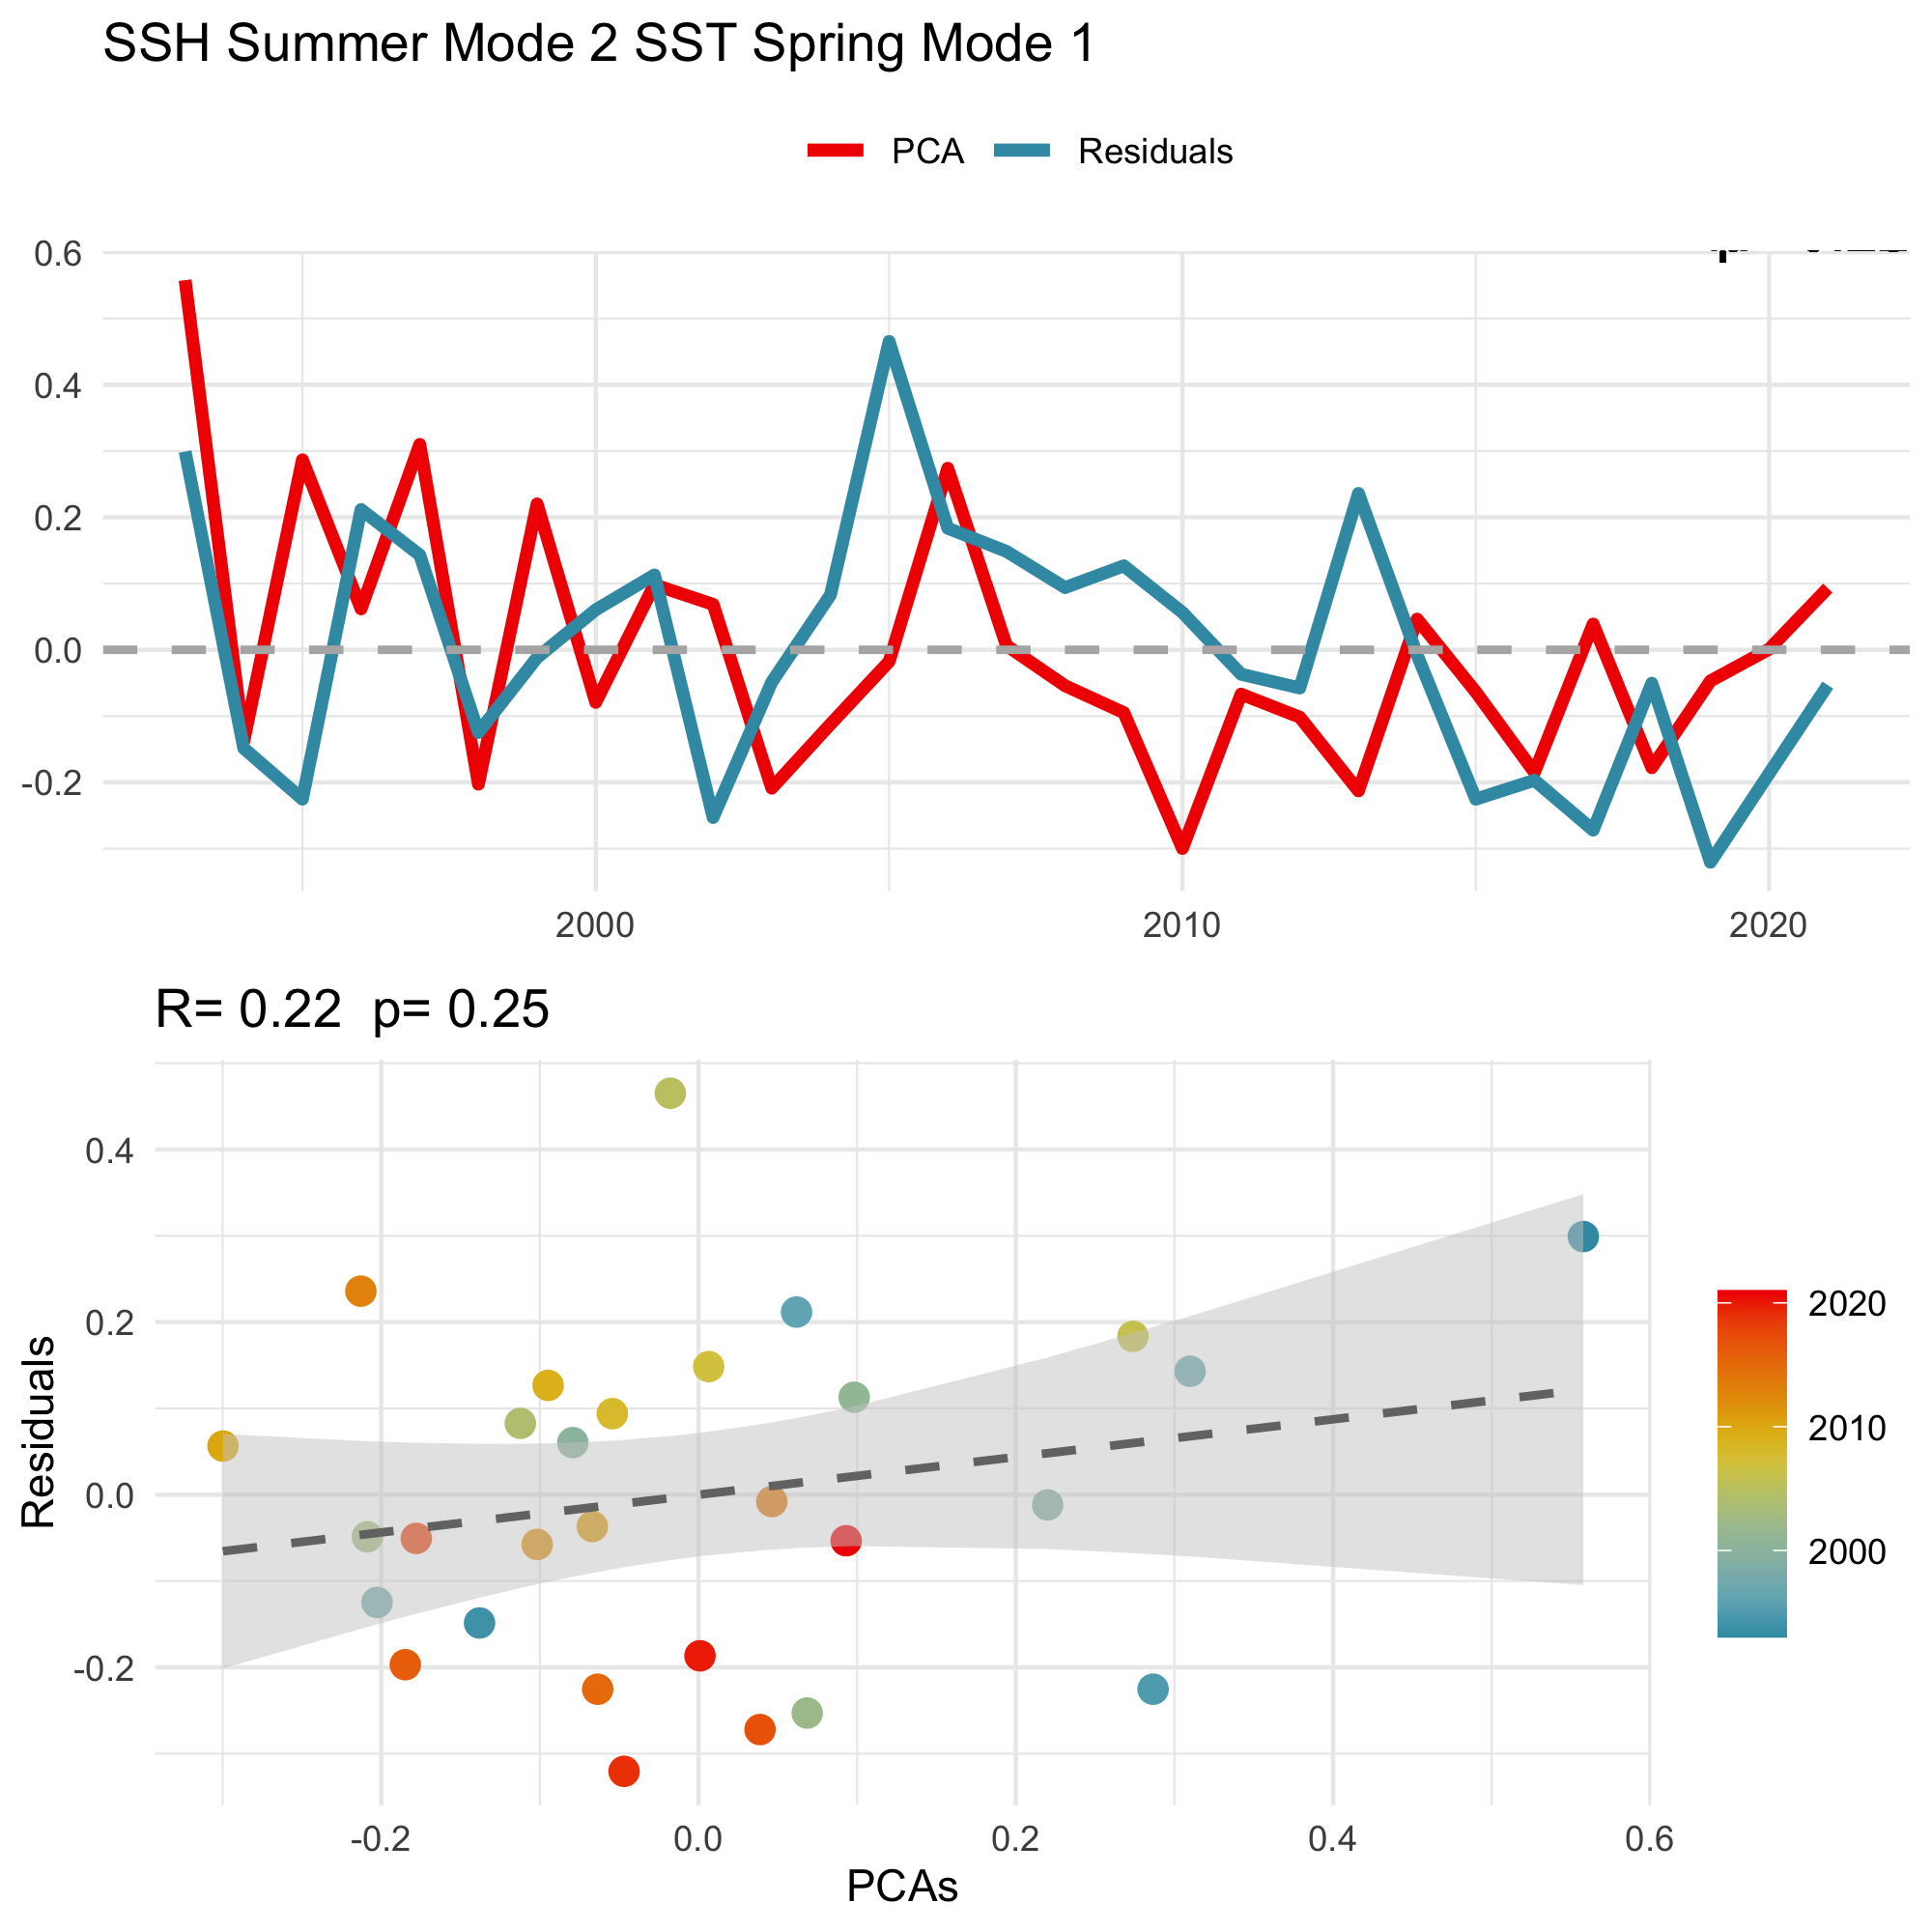 SSH Summer Mode 2 SST Spring Mode 1
PCA Residuals
0.6
0.4
0.2
0.0
-0.2
2000 2010 2020
R= 0.22 p= 0.25
Residuals
0.4
0.2
0.0
-0.2
-0.2 0.0 0.2 0.4 0.6
PCAs
2020
2010
2000